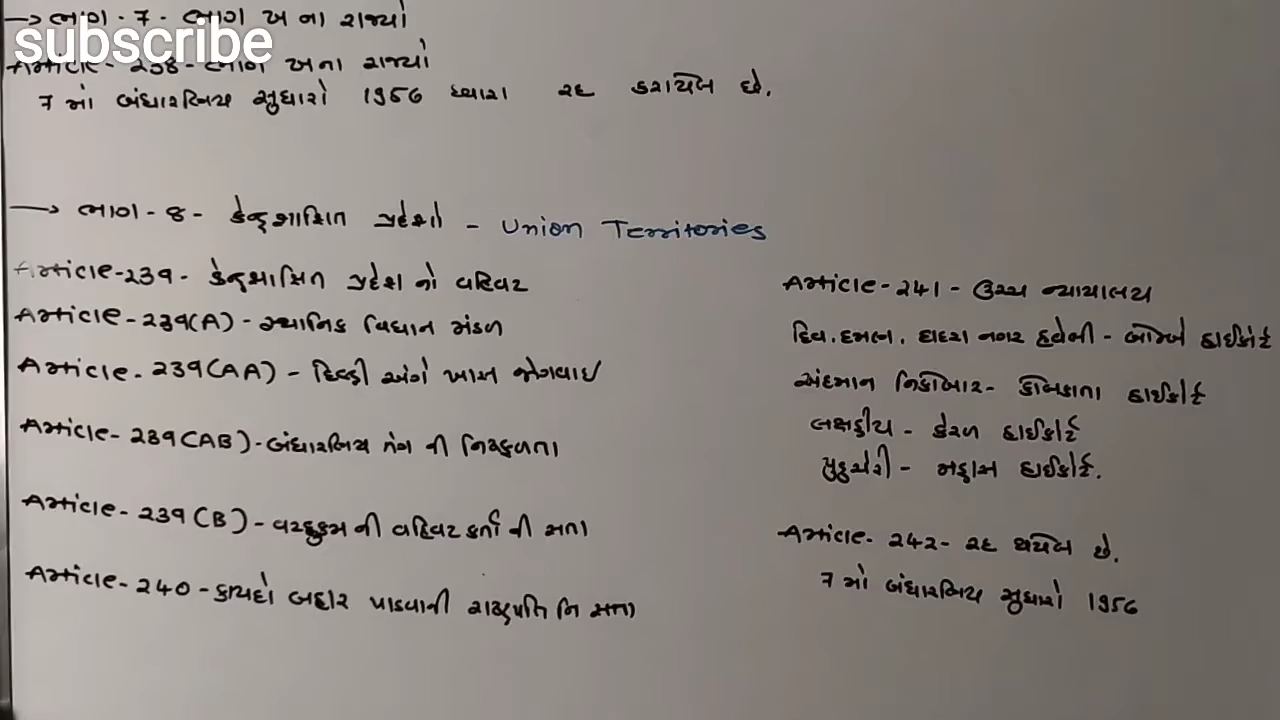 → ભાગ - 7 - ભાગ ખ ના રાજ્યો
subscribe
Article - 238 - ભાગ ખના રાજ્યો
7 માં બંધારણિય સુધારો 1956 ધ્વારા રદ કરાયેલ છે.
→ ભાગ - 8 - કેન્દ્રશાસિત પ્રદેશો - Union Territories
Article - 239 - કેન્દ્રશાસિત પ્રદેશ નો વહિવટ
Article - 239(A) - સ્થાનિક વિધાન મંડળ
Article - 239(AA) - દિલ્હી અંગે ખાસ જોગવાઇ
Article - 239(AB) - બંધારણિય તંત્ર ની નિષ્ફળતા
Article - 239(B) - વટહુકમ ની વહિવટકર્તા ની સત્તા
Article - 240 - કાયદો બહાર પાડવાની રાષ્ટ્રપતિ નિ સત્તા
Article - 241 - ઉચ્ચ ન્યાયાલય
દિવ. દમણ. દાદરા નગર હવેલી - બોમ્બે હાઈકોર્ટ
અંદમાન નિકોબાર - કોલકાતા હાઈકોર્ટ
લક્ષદ્વીપ - કેરળ હાઈકોર્ટ
પુડુચેરી - મદ્રાસ હાઈકોર્ટ.
Article - 242 - રદ થયેલ છે.
7 મો બંધારણિય સુધારો 1956